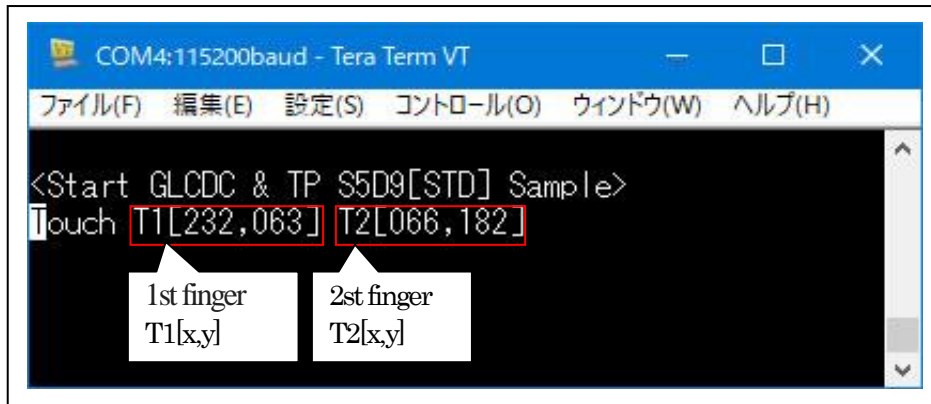 COM4:115200baud - Tera Term VT
ファイル(F) 編集(E) 設定(S) コントロール(O) ウィンドウ(W) ヘルプ(H)
<Start GLCDC & TP S5D9[STD] Sample>
Touch T1[232,063] T2[066,182]
1st finger
T1[x,y]
2st finger
T2[x,y]